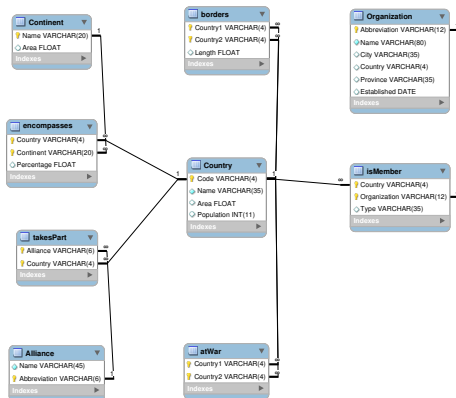 Continent
Name VARCHAR(20)
Area FLOAT
Indexes
1
borders
Country1 VARCHAR(4)
Country2 VARCHAR(4)
Length FLOAT
Indexes
∞
∞
Organization
Abbreviation VARCHAR(12)
Name VARCHAR(80)
City VARCHAR(35)
Country VARCHAR(4)
Province VARCHAR(35)
Established DATE
Indexes
encompasses
Country VARCHAR(4)
Continent VARCHAR(20)
Percentage FLOAT
Indexes
∞
∞
Country
Code VARCHAR(4)
Name VARCHAR(35)
Area FLOAT
Population INT(11)
Indexes
1
1
isMember
Country VARCHAR(4)
Organization VARCHAR(12)
Type VARCHAR(35)
Indexes
∞
takesPart
Alliance VARCHAR(6)
Country VARCHAR(4)
Indexes
∞
∞
Alliance
Name VARCHAR(45)
Abbreviation VARCHAR(6)
Indexes
1
atWar
Country1 VARCHAR(4)
Country2 VARCHAR(4)
Indexes
∞
∞